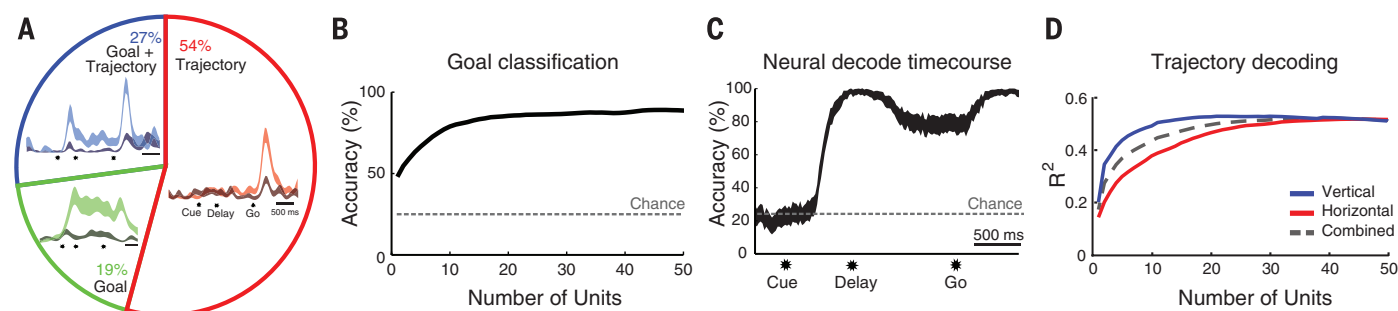 A
27%
Goal +
Trajectory
54%
Trajectory
Cue Delay Go
500 ms
19%
Goal
B
Goal classification
Accuracy (%)
100
50
0
Chance
0 10 20 30 40 50
Number of Units
C
Neural decode timecourse
Accuracy (%)
100
80
60
40
20
0
Chance
500 ms
Cue Delay Go
D
Trajectory decoding
R2
0.6
0.4
0.2
0
Vertical
Horizontal
Combined
0 10 20 30 40 50
Number of Units